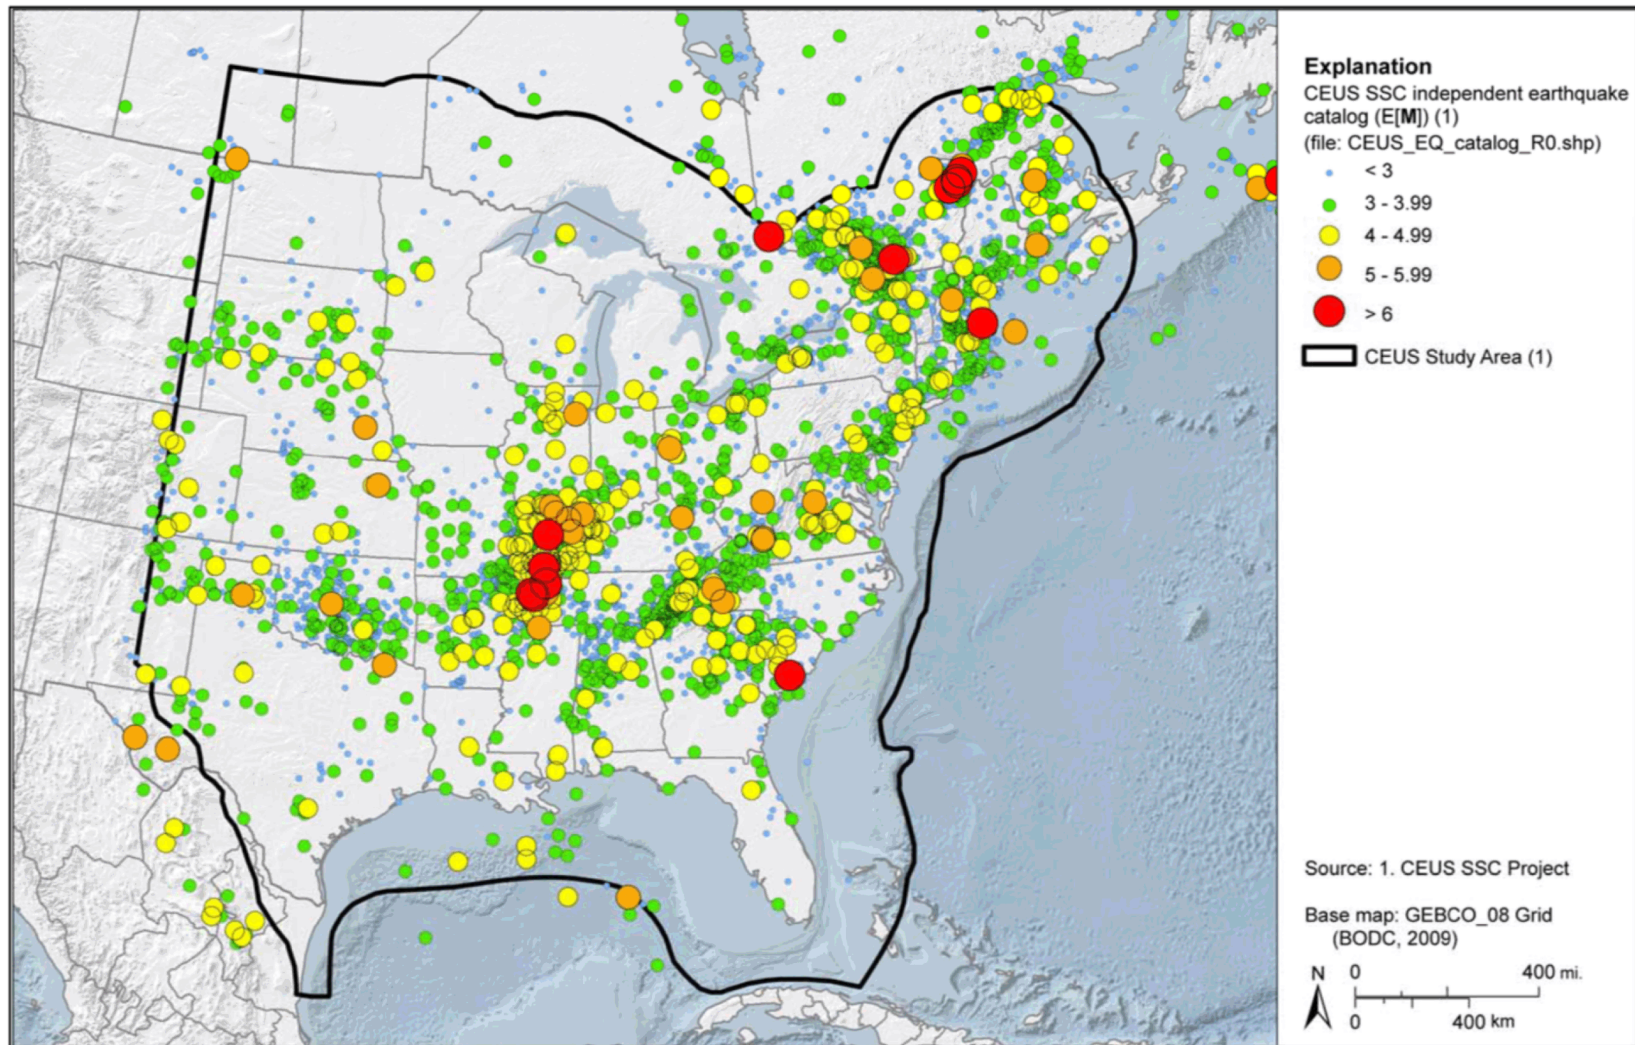 Explanation
CEUS SSC independent earthquake
catalog (E[M]) (1)
(file: CEUS_EQ_catalog_R0.shp)
< 3
3 - 3.99
4 - 4.99
5 - 5.99
> 6
CEUS Study Area (1)
Source: 1. CEUS SSC Project
Base map: GEBCO_08 Grid
(BODC, 2009)
N 0 400 mi.
0 400 km